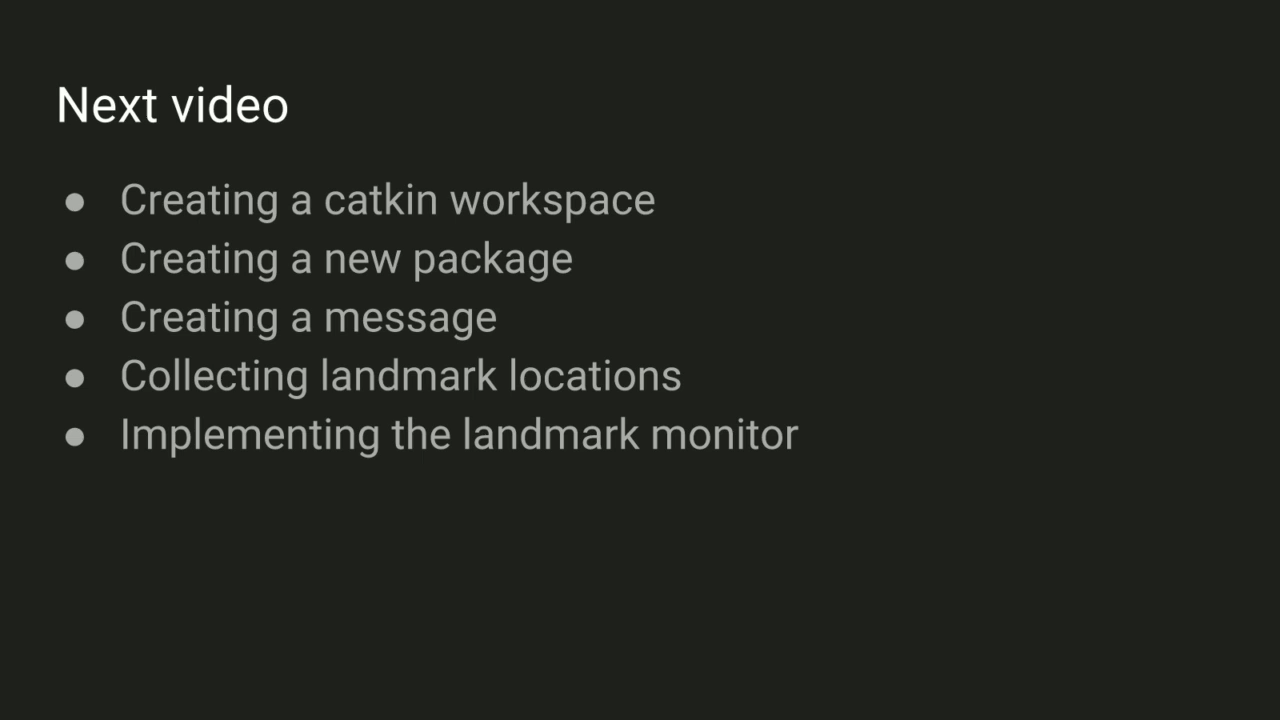 Next video
● Creating a catkin workspace
● Creating a new package
● Creating a message
● Collecting landmark locations
● Implementing the landmark monitor